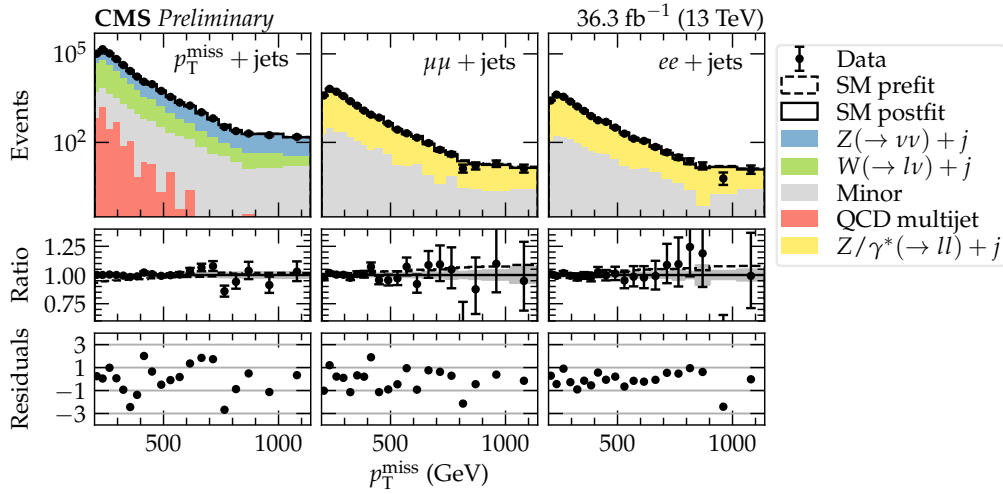 CMS Preliminary
36.3 fb⁻¹ (13 TeV)
Events
10⁵
10²
p_T^miss + jets
μμ + jets
ee + jets
Data
SM prefit
SM postfit
Z(→ νν) + j
W(→ lν) + j
Minor
QCD multijet
Z/γ*(→ ll) + j
Ratio
1.25
1.00
0.75
Residuals
3
1
−1
−3
500 1000 500 1000 500 1000
p_T^miss (GeV)